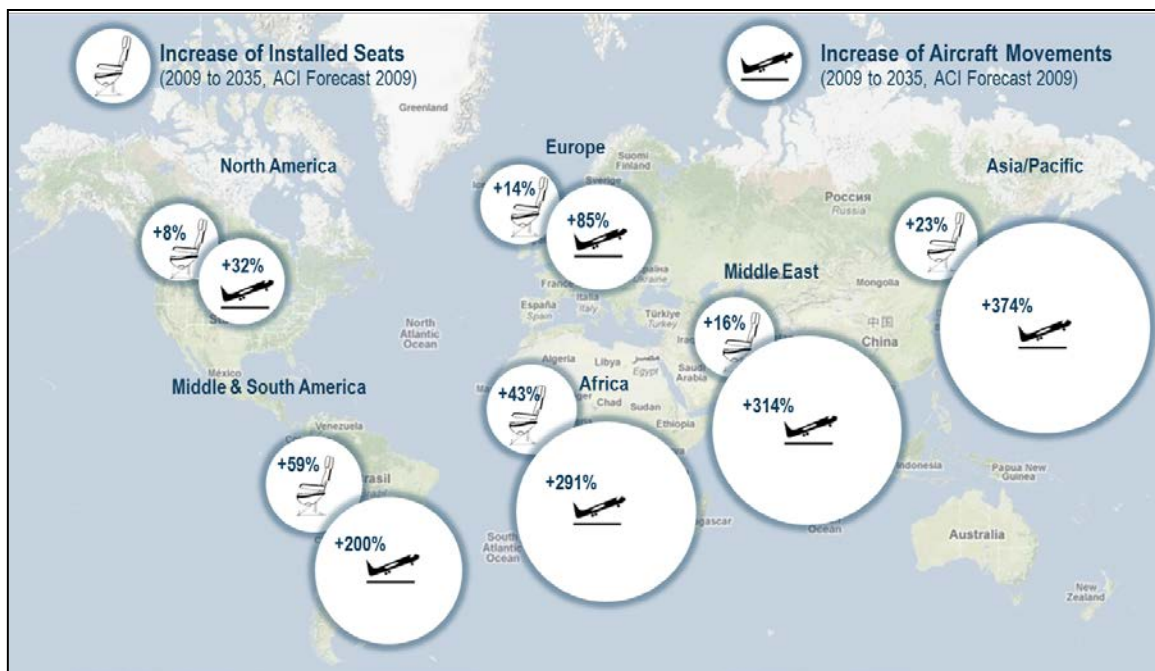 Increase of Installed Seats
(2009 to 2035, ACI Forecast 2009)
Increase of Aircraft Movements
(2009 to 2035, ACI Forecast 2009)
Greenland
North America
Europe
Asia/Pacific
Suomi
Finland
Sverige
+14%
+85%
Россия
Russia
+23%
+8%
+32%
Middle East
Mongolia
+374%
France
España
Spain
Italia
Italy
Türkiye
Turkey
Ukraine
North
Atlantic
Ocean
+16%
中国
China
México
Algeria
Libya
مصر
Egypt
Saudi
Arabia
Middle & South America
+43%
Africa
Chad
Sudan
+314%
Ethiopia
Venezuela
+59%
+291%
Papua New
Guinea
+200%
South
Atlantic
Ocean
Ocean
Australia
New
Zealand